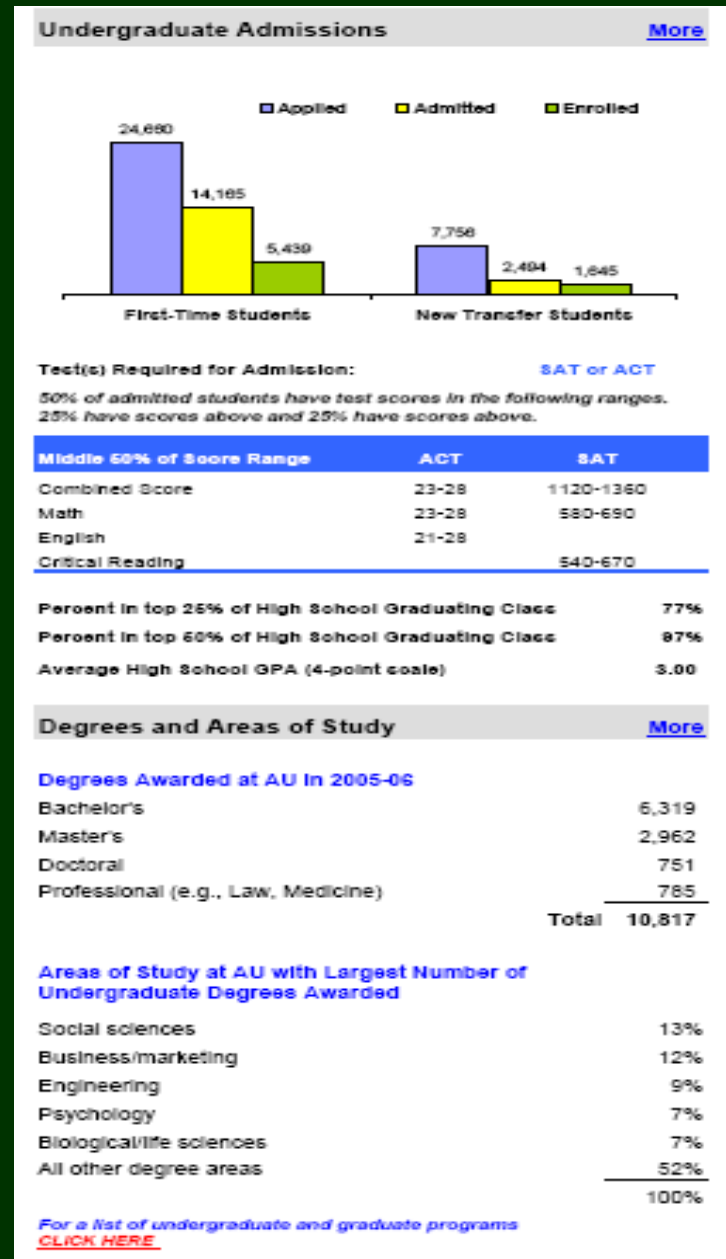 Undergraduate Admissions More
Applied Admitted Enrolled
24,660
14,165
5,439
7,756
2,494 1,645
First-Time Students New Transfer Students
Test(s) Required for Admission: SAT or ACT
50% of admitted students have test scores in the following ranges.
25% have scores above and 25% have scores above.
Middle 50% of Score Range ACT SAT
Combined Score 23-28 1120-1360
Math 23-28 580-690
English 21-28
Critical Reading 540-670
Percent in top 25% of High School Graduating Class 77%
Percent in top 50% of High School Graduating Class 97%
Average High School GPA (4-point scale) 3.00
Degrees and Areas of Study More
Degrees Awarded at AU in 2005-06
Bachelor's 6,319
Master's 2,962
Doctoral 751
Professional (e.g., Law, Medicine) 785
Total 10,817
Areas of Study at AU with Largest Number of
Undergraduate Degrees Awarded
Social sciences 13%
Business/marketing 12%
Engineering 9%
Psychology 7%
Biological/life sciences 7%
All other degree areas 52%
100%
For a list of undergraduate and graduate programs
CLICK HERE